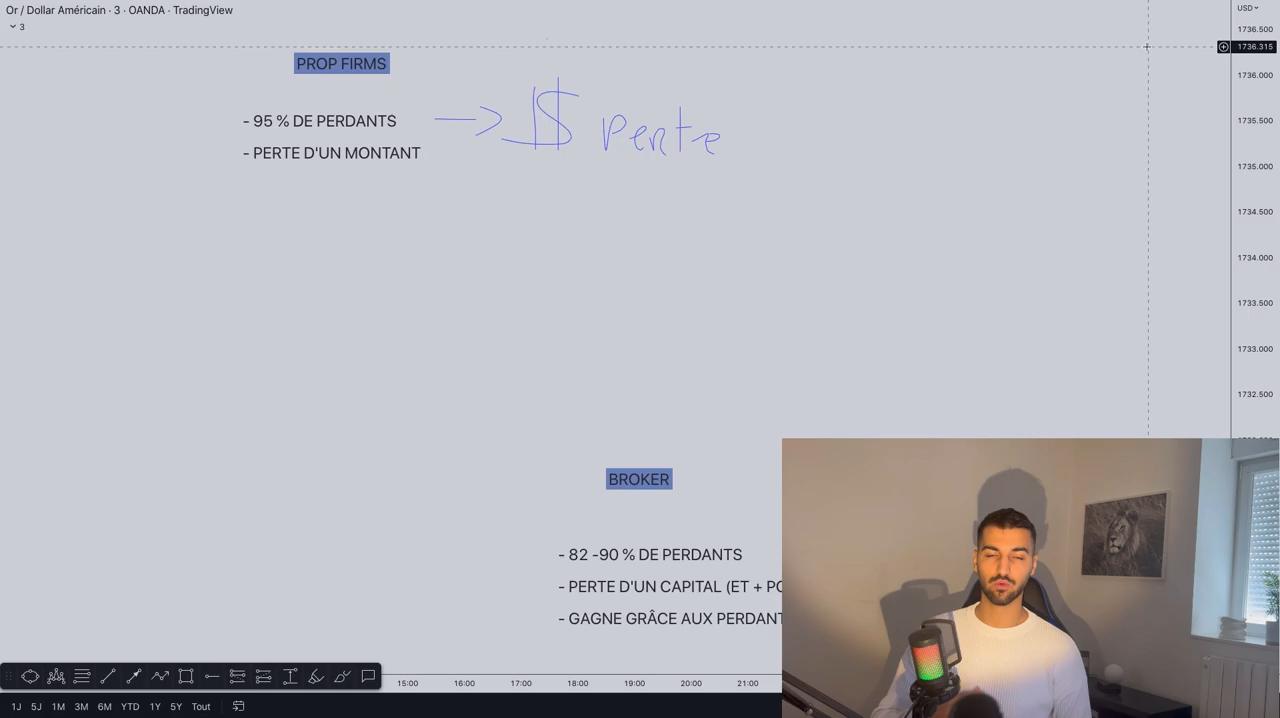 Or / Dollar Américain · 3 · OANDA · TradingView
3
USD
1736.500
1736.315
PROP FIRMS
1736.000
- 95 % DE PERDANTS
$ perte
1735.500
- PERTE D'UN MONTANT
1735.000
1734.500
1734.000
1733.500
1733.000
1732.500
BROKER
- 82 -90 % DE PERDANTS
- PERTE D'UN CAPITAL (ET +
- GAGNE GRÂCE AUX PERDANT
15:00 16:00 17:00 18:00 19:00 20:00 21:00
1J 5J 1M 3M 6M YTD 1Y 5Y Tout